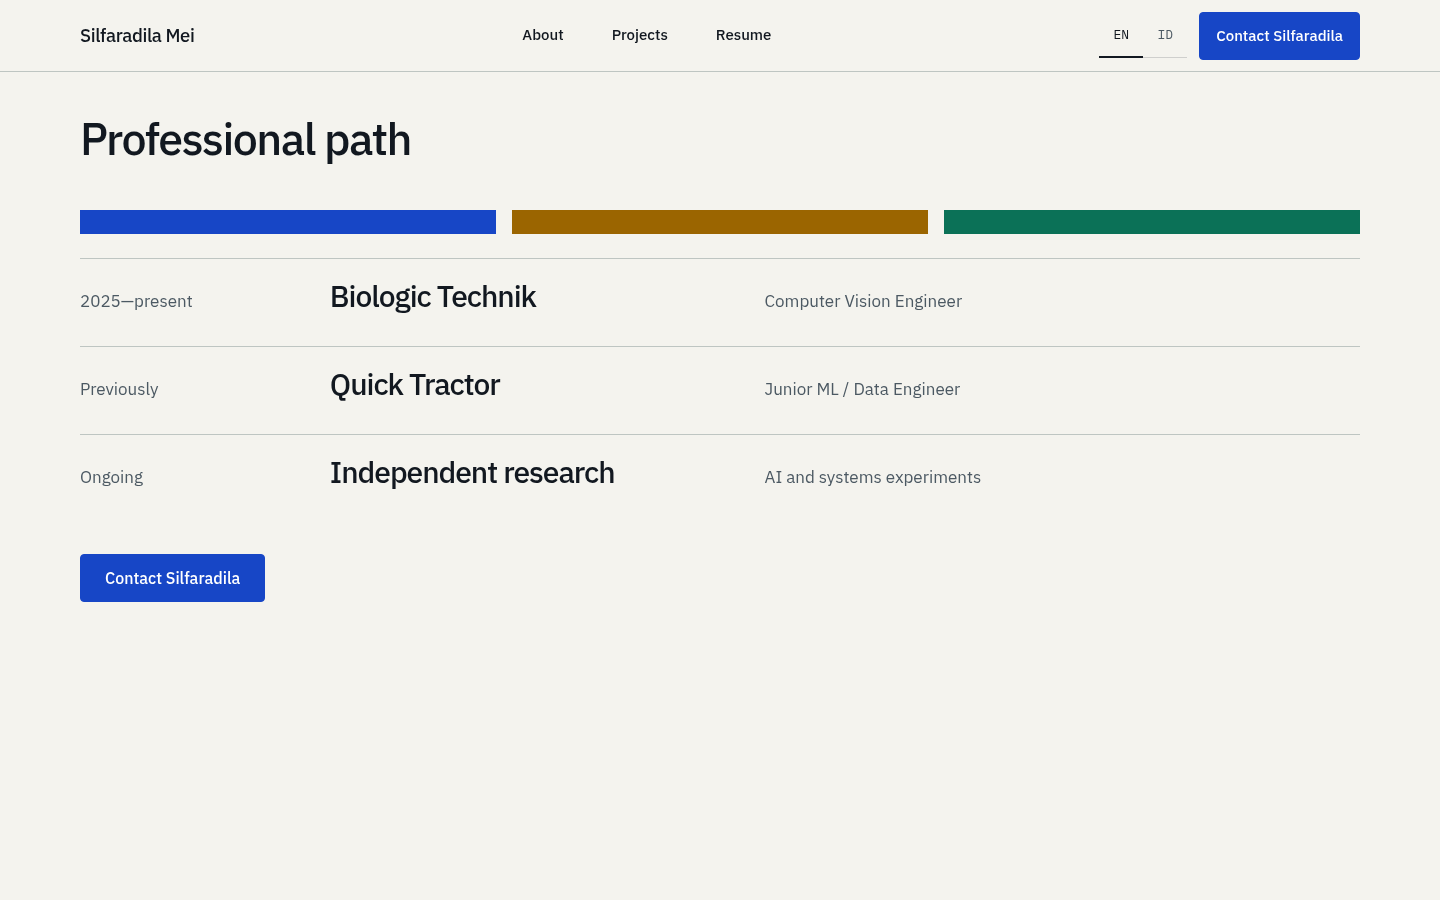 Silfaradila Mei
About
Projects
Resume
EN
ID
Contact Silfaradila
Professional path
2025—present
Biologic Technik
Computer Vision Engineer
Previously
Quick Tractor
Junior ML / Data Engineer
Ongoing
Independent research
AI and systems experiments
Contact Silfaradila